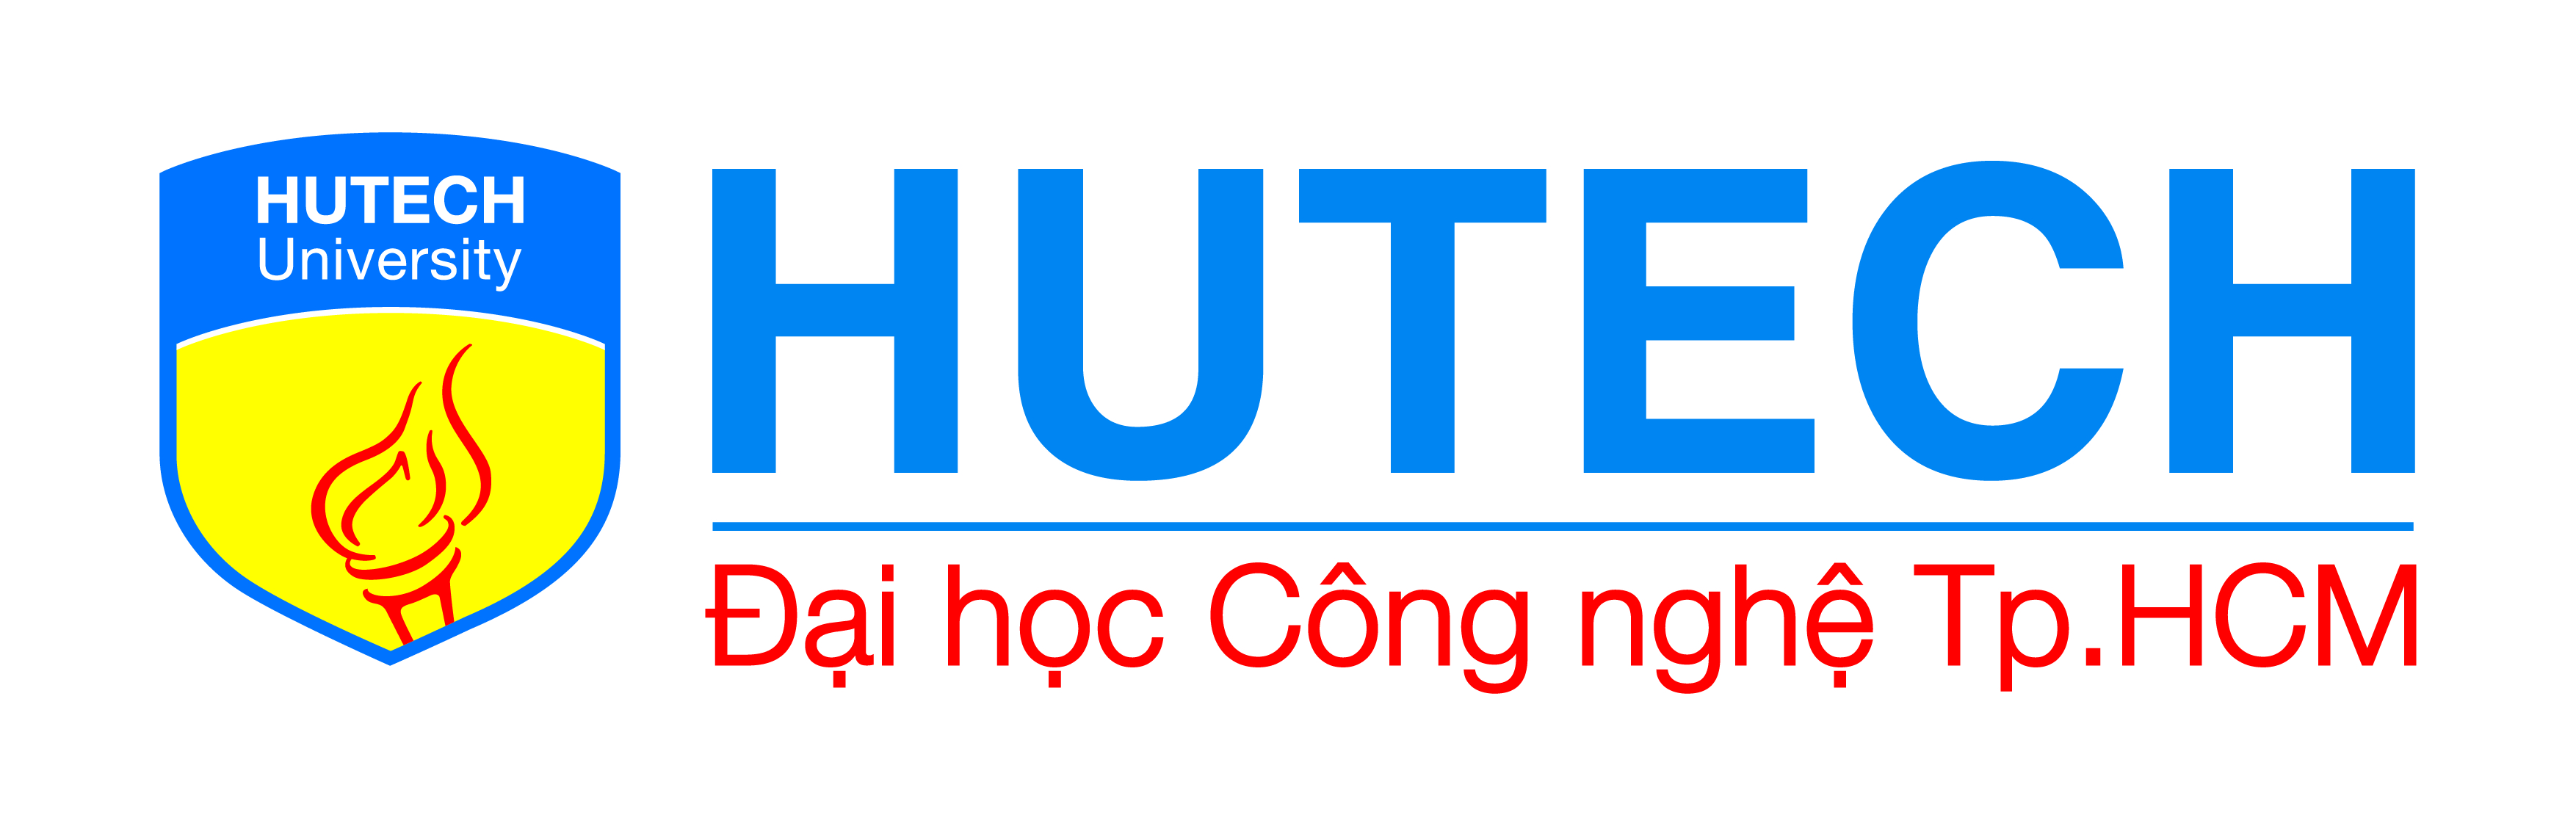 HUTECH
University
HUTECH
Đại học Công nghệ Tp.HCM